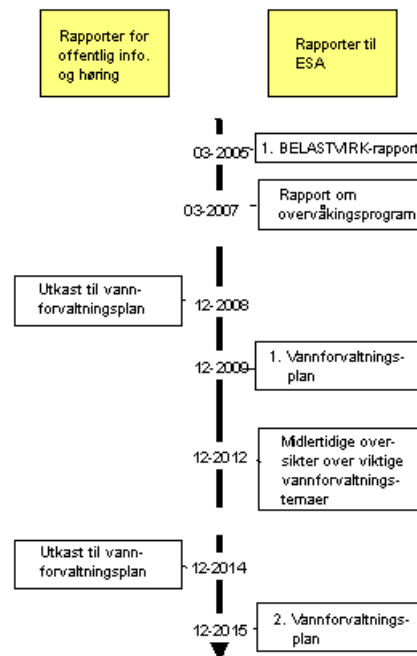 Rapporter for
offentlig info.
og høring
Rapporter til
ESA
03-2005
1. BELASTVIRK-rapport
03-2007
Rapport om
overvåkingsprogram
Utkast til vann-
forvaltningsplan
12-2008
12-2009
1. Vannforvaltnings-
plan
12-2012
Midlertidige over-
sikter over viktige
vannforvaltnings-
temaer
Utkast til vann-
forvaltningsplan
12-2014
12-2015
2. Vannforvaltnings-
plan